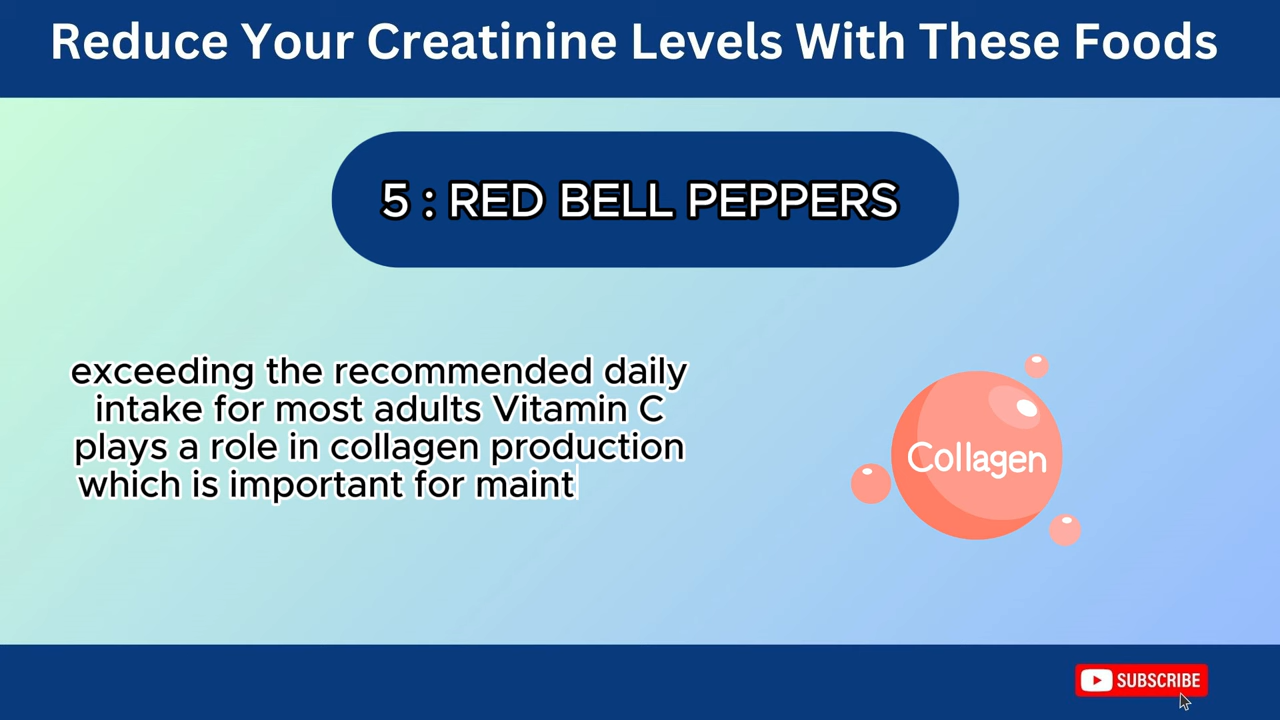 Reduce Your Creatinine Levels With These Foods
5 : RED BELL PEPPERS
exceeding the recommended daily
intake for most adults Vitamin C
plays a role in collagen production
which is important for maint
Collagen
SUBSCRIBE